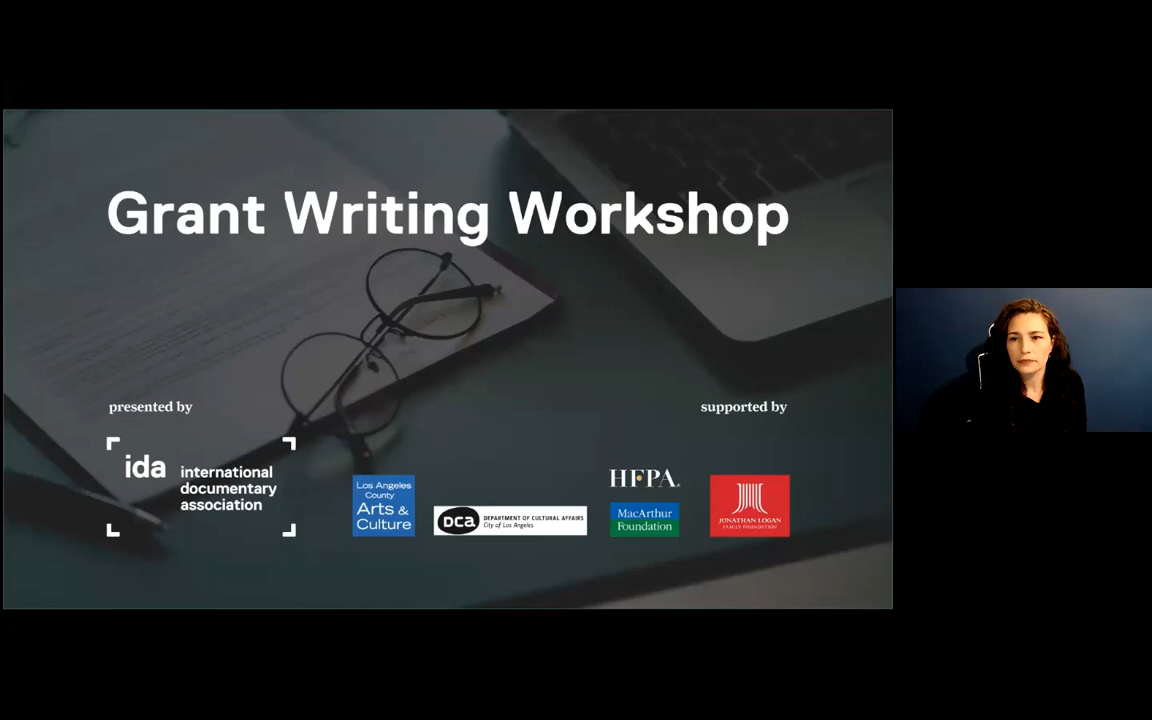 Grant Writing Workshop
presented by
supported by
ida
international
documentary
association
Los Angeles
County
Arts &
Culture
DCA
DEPARTMENT OF CULTURAL AFFAIRS
City of Los Angeles
HFPA®
MacArthur
Foundation
JONATHAN LOGAN
FAMILY FOUNDATION